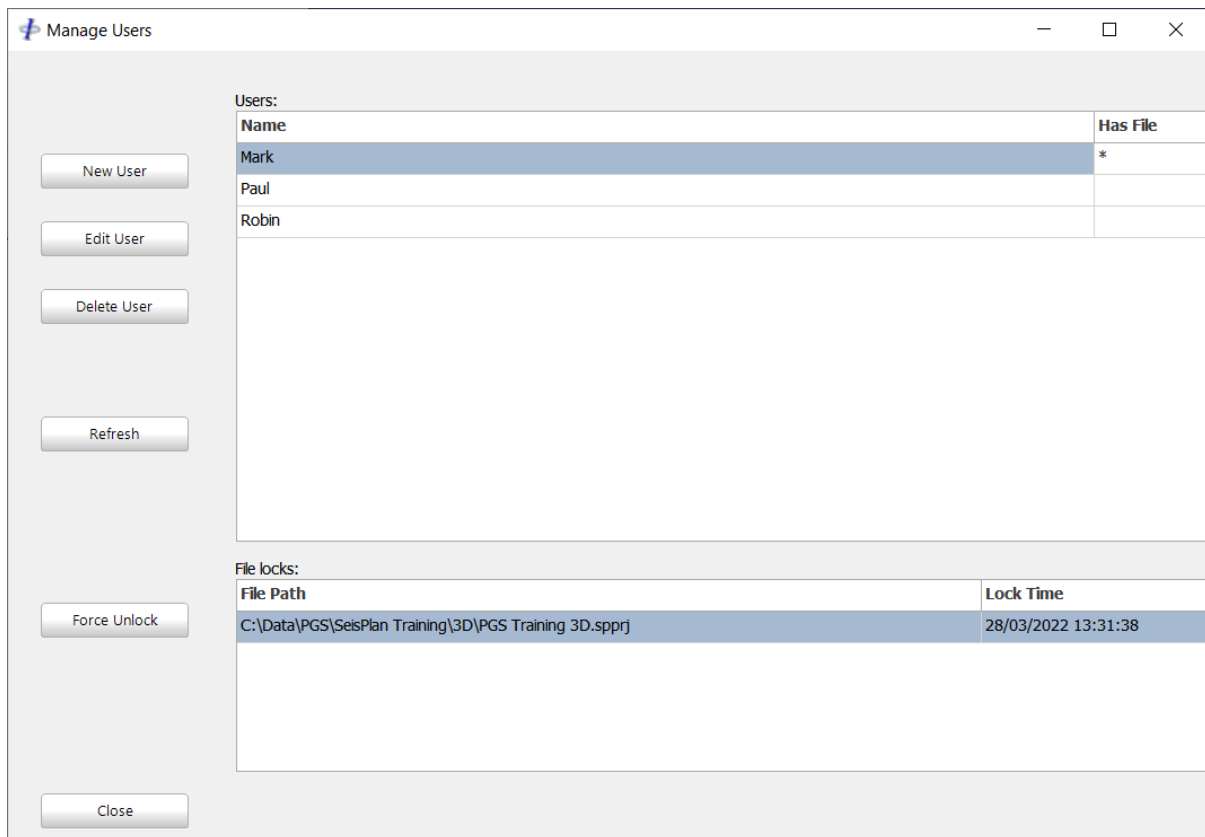 Manage Users
Users:
Name Has File
New User
Mark *
Paul
Edit User
Robin
Delete User
Refresh
File locks:
File Path Lock Time
Force Unlock
C:\Data\PGS\SeisPlan Training\3D\PGS Training 3D.spprj 28/03/2022 13:31:38
Close